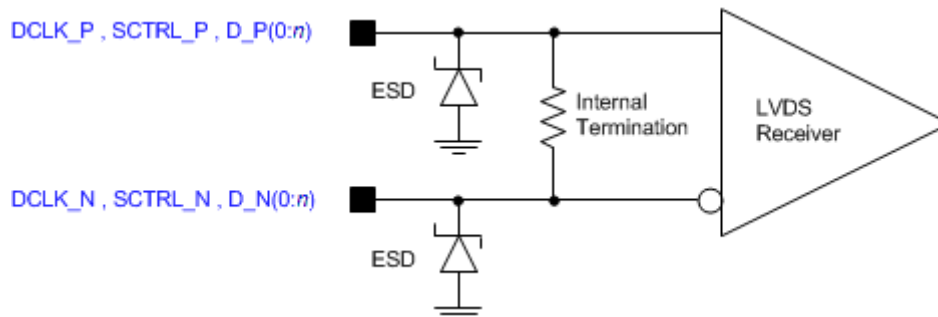 DCLK_P , SCTRL_P , D_P(0:n)
ESD
Internal
Termination
LVDS
Receiver
DCLK_N , SCTRL_N , D_N(0:n)
ESD